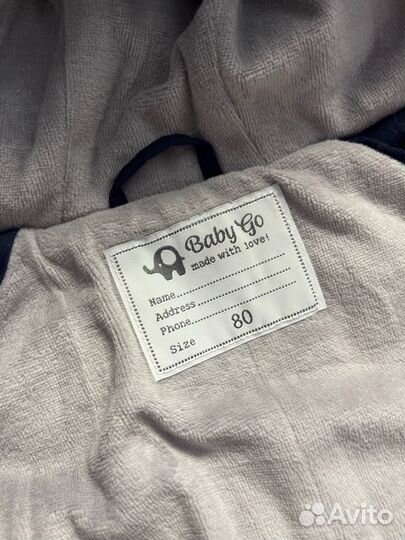 Baby Go
made with love!
Name....................
Address..................
Phone....................
Size 80
Avito